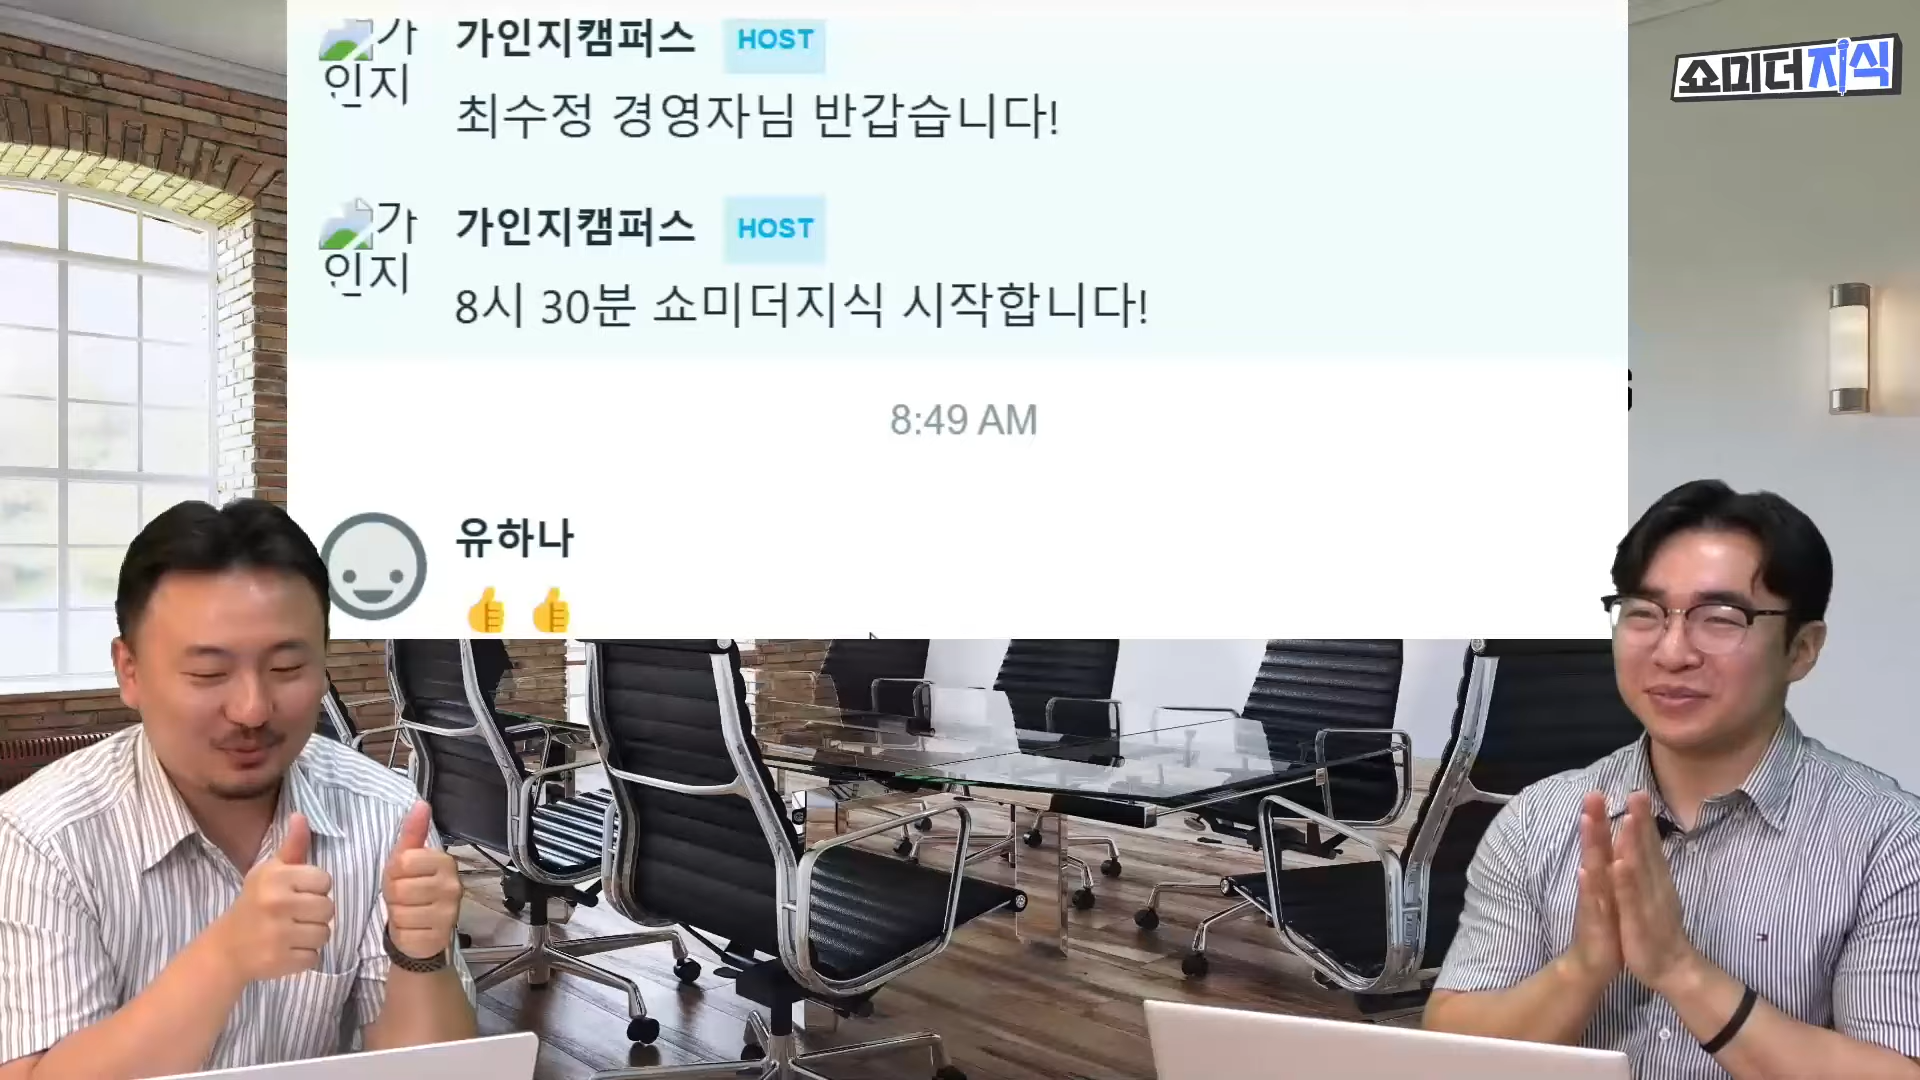 가인지캠퍼스 HOST
가
인지
최수정 경영자님 반갑습니다!
가인지캠퍼스 HOST
가
인지
8시 30분 쇼미더지식 시작합니다!
8:49 AM
유하나
👍 👍
쇼미더지식